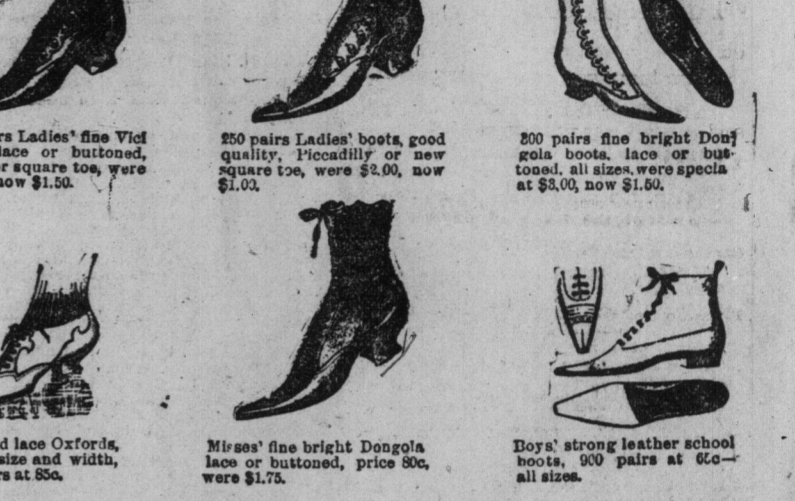 rs Ladies' fine Vici
lace or buttoned,
r square toe, were
now $1.50.
250 pairs Ladies' boots, good
quality, Piccadilly or new
square toe, were $2.00, now
$1.00.
300 pairs fine bright Don-
gola boots, lace or but-
toned, all sizes, were specia
at $3,00, now $1.50.
d lace Oxfords,
size and width,
rs at 85c.
Misses' fine bright Dongola
lace or buttoned, price 80c,
were $1.75.
Boys' strong leather school
boots, 900 pairs at
all sizes.